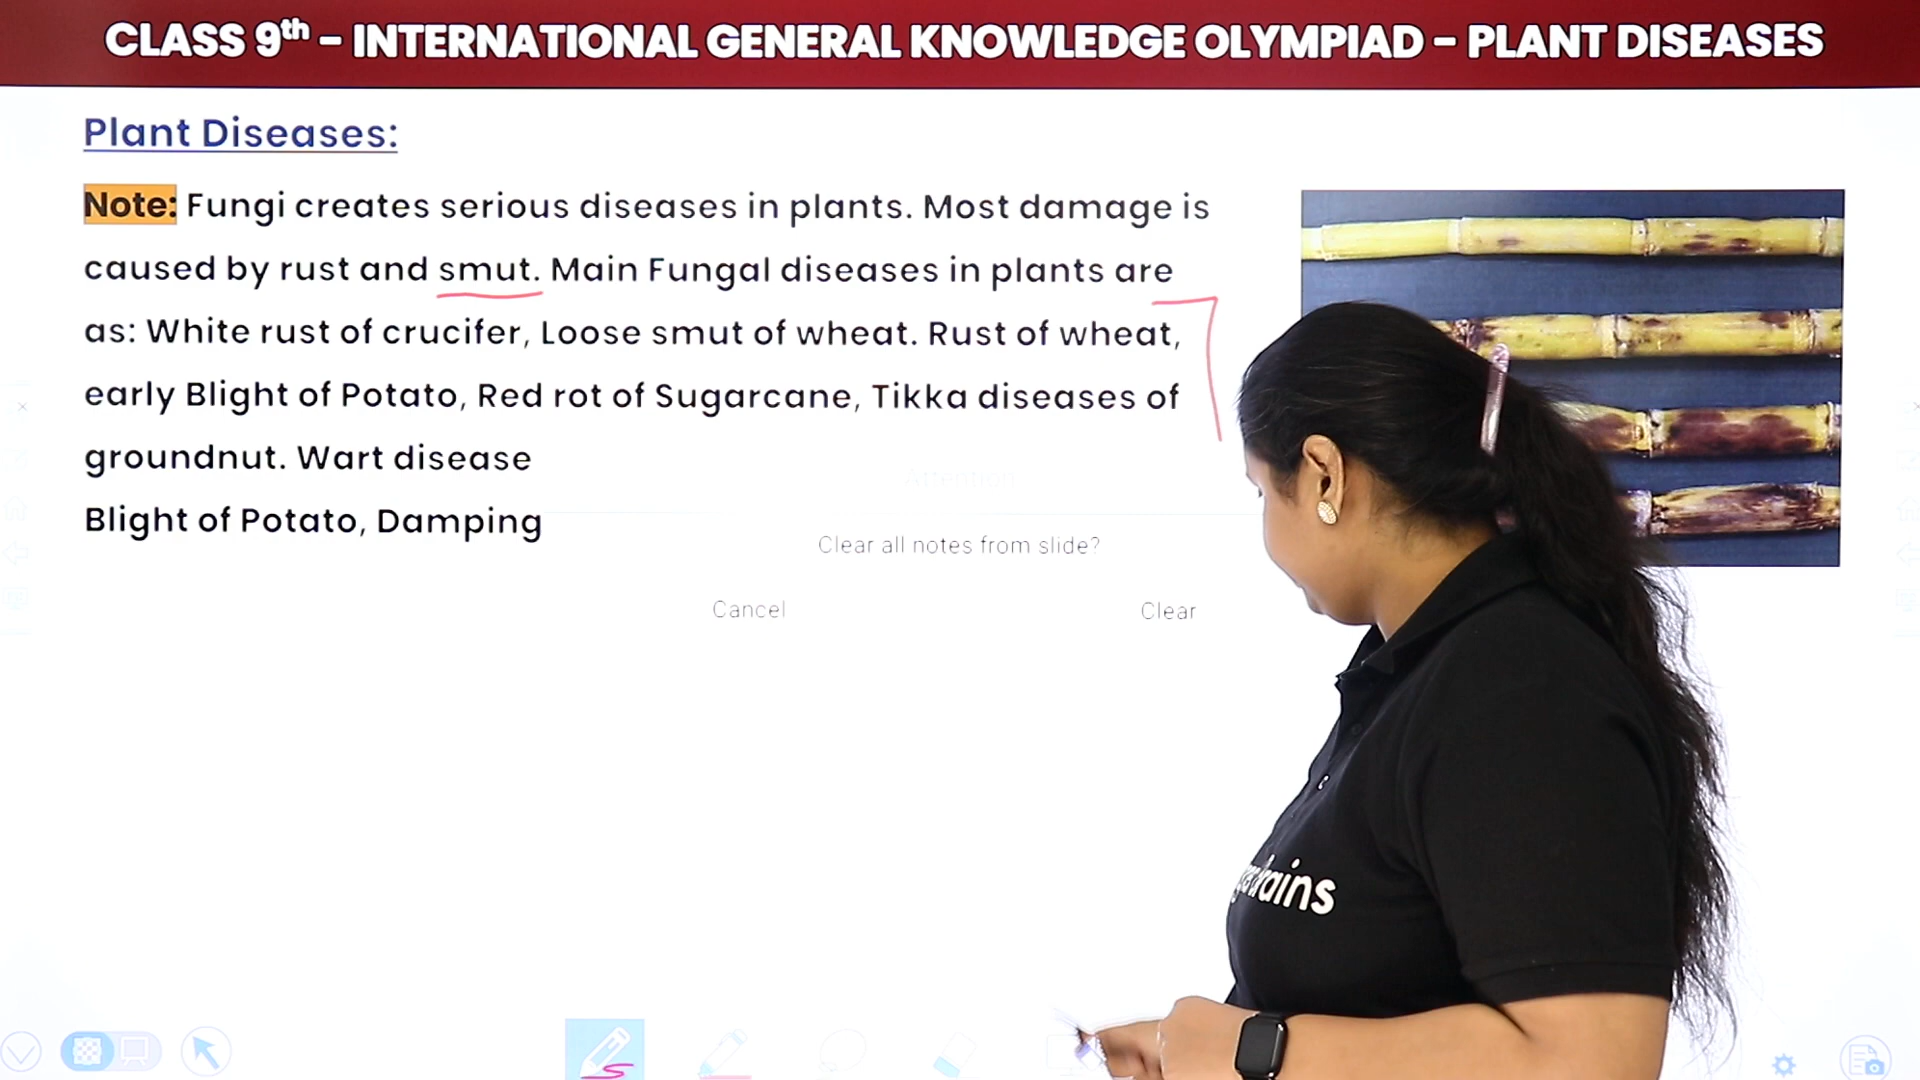 CLASS 9th - INTERNATIONAL GENERAL KNOWLEDGE OLYMPIAD - PLANT DISEASES
Plant Diseases:
Note: Fungi creates serious diseases in plants. Most damage is
caused by rust and smut. Main Fungal diseases in plants are
as: White rust of crucifer, Loose smut of wheat. Rust of wheat,
early Blight of Potato, Red rot of Sugarcane, Tikka diseases of
groundnut. Wart disease
Blight of Potato, Damping
Attention
Clear all notes from slide?
Cancel
Clear